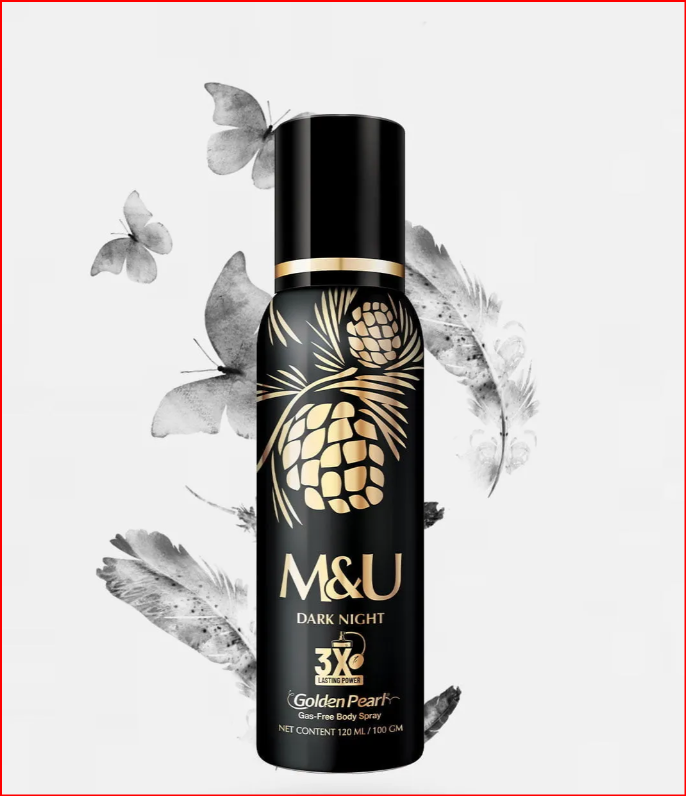 M&U
DARK NIGHT
3X
LASTING POWER
Golden Pearl
Gas-Free Body Spray
NET CONTENT 120 ML / 100 GM